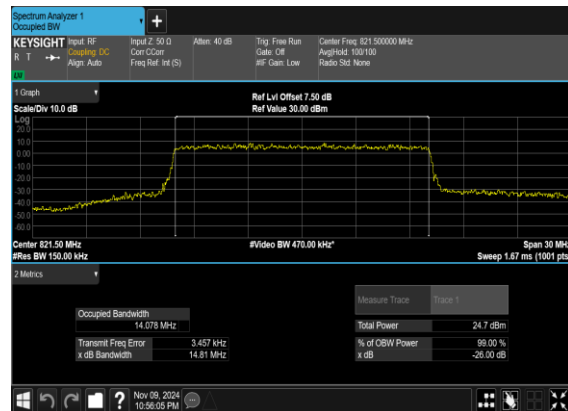 Spectrum Analyzer 1
Occupied BW
+
KEYSIGHT Input: RF Input Z: 50 Ω Atten: 40 dB Trig: Free Run Center Freq: 821.500000 MHz
R T Coupling: DC Corr CCorr Gate: Off Avg|Hold: 100/100
Align: Auto Freq Ref: Int (S) #IF Gain: Low Radio Std: None
LW
1 Graph
Ref Lvl Offset 7.50 dB
Scale/Div 10.0 dB Ref Value 30.00 dBm
Log
20.0
10.0
0.00
-10.0
-20.0
-30.0
-40.0
-50.0
-60.0
Center 821.50 MHz #Video BW 470.00 kHz* Span 30 MHz
#Res BW 150.00 kHz Sweep 1.67 ms (1001 pts)
2 Metrics
Measure Trace Trace 1
Occupied Bandwidth
14.078 MHz Total Power 24.7 dBm
Transmit Freq Error 3.457 kHz % of OBW Power 99.00 %
x dB Bandwidth 14.81 MHz x dB -26.00 dB
?
Nov 09, 2024
10:56:05 PM